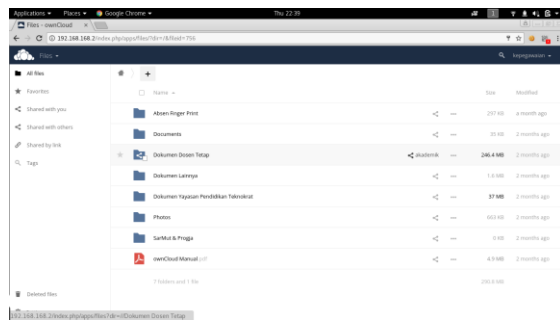 Applications Places Google Chrome Thu 22:39 1
Files - ownCloud
192.168.168.2/index.php/apps/files?dir=/&fileid=756
Files kepegawaian
All files
Favorites
Shared with you
Shared with others
Shared by link
Tags
Name Size Modified
Absen Finger Print 297 KB a month ago
Documents 35 KB 2 months ago
Dokumen Dosen Tetap akademik 246.4 MB 2 months ago
Dokumen Lainnya 1.6 MB 2 months ago
Dokumen Yayasan Pendidikan Teknokrat 37 MB 2 months ago
Photos 663 KB 2 months ago
SarMut & Progja 0 KB 2 months ago
ownCloud Manual.pdf 4.9 MB 2 months ago
7 folders and 1 file 290.8 MB
Deleted files
192.168.168.2/index.php/apps/files?dir=//Dokumen Dosen Tetap